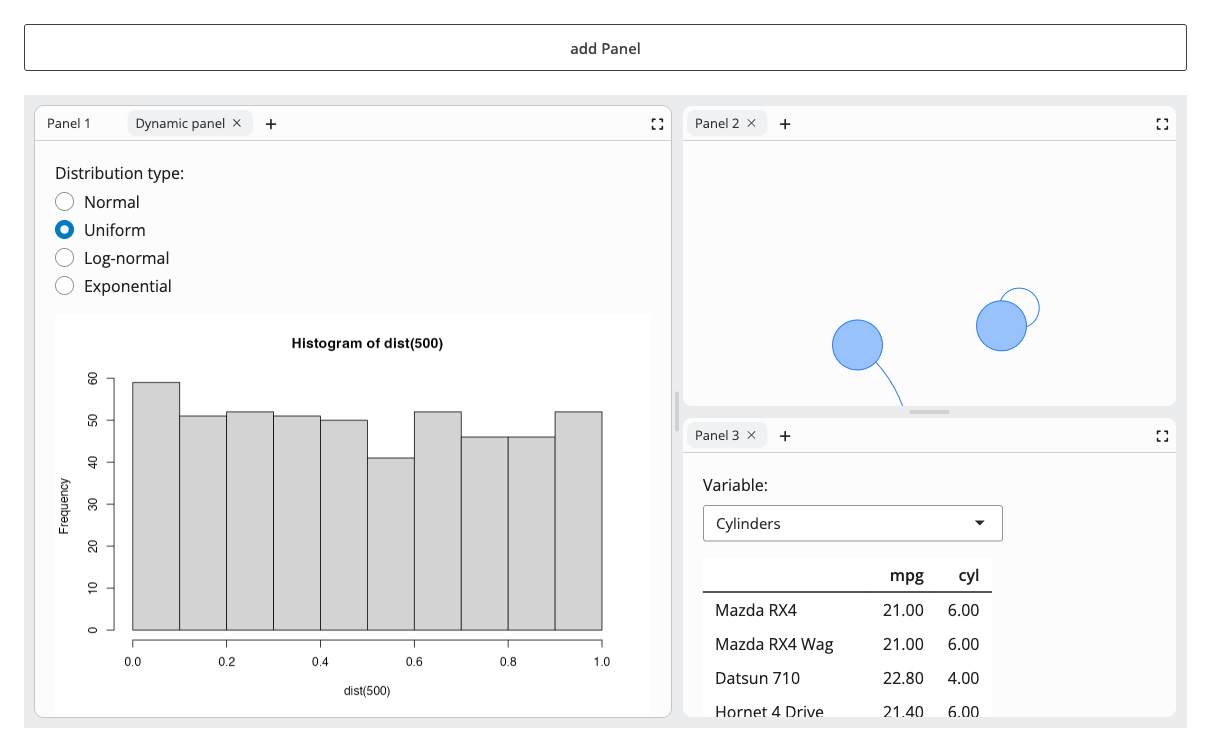 add Panel
Panel 1 Dynamic panel × +
Distribution type:
Normal
Uniform
Log-normal
Exponential
Histogram of dist(500)
Frequency
60
50
40
30
20
10
0
0.0 0.2 0.4 0.6 0.8 1.0
dist(500)
Panel 2 × +
Panel 3 × +
Variable:
Cylinders
mpg cyl
Mazda RX4 21.00 6.00
Mazda RX4 Wag 21.00 6.00
Datsun 710 22.80 4.00
Hornet 4 Drive 21.40 6.00